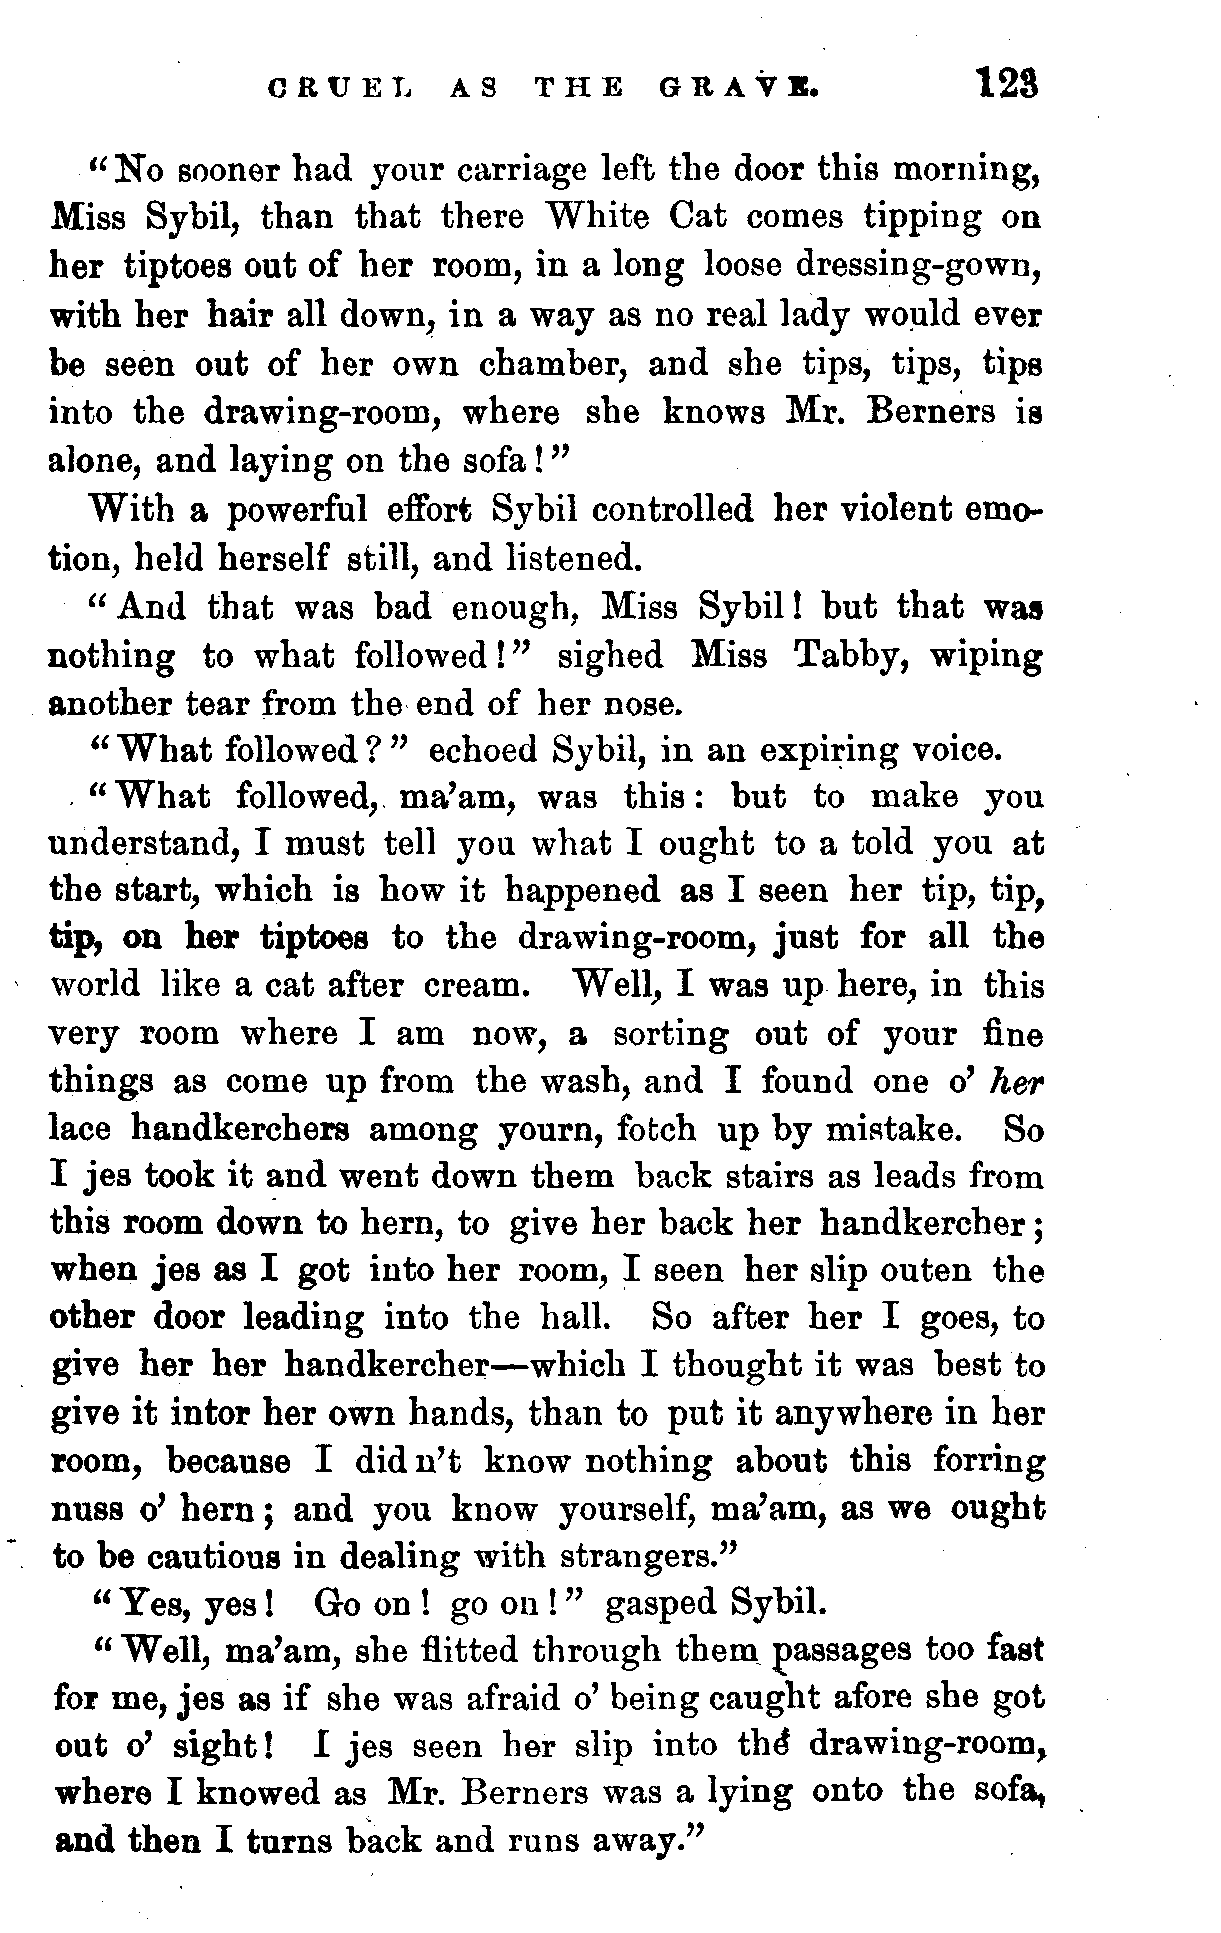 CRUEL AS THE GRAVE. 123
"No sooner had your carriage left the door this morning,
Miss Sybil, than that there White Cat comes tipping on
her tiptoes out of her room, in a long loose dressing-gown,
with her hair all down, in a way as no real lady would ever
be seen out of her own chamber, and she tips, tips, tips
into the drawing-room, where she knows Mr. Berners is
alone, and laying on the sofa!"
With a powerful effort Sybil controlled her violent emo-
tion, held herself still, and listened.
"And that was bad enough, Miss Sybil! but that was
nothing to what followed!" sighed Miss Tabby, wiping
another tear from the end of her nose.
"What followed?" echoed Sybil, in an expiring voice.
"What followed, ma'am, was this: but to make you
understand, I must tell you what I ought to a told you at
the start, which is how it happened as I seen her tip, tip,
tip, on her tiptoes to the drawing-room, just for all the
world like a cat after cream. Well, I was up here, in this
very room where I am now, a sorting out of your fine
things as come up from the wash, and I found one o' her
lace handkerchers among yourn, fotch up by mistake. So
I jes took it and went down them back stairs as leads from
this room down to hern, to give her back her handkercher;
when jes as I got into her room, I seen her slip outen the
other door leading into the hall. So after her I goes, to
give her her handkercher—which I thought it was best to
give it intor her own hands, than to put it anywhere in her
room, because I didn't know nothing about this forring
nuss o' hern; and you know yourself, ma'am, as we ought
to be cautious in dealing with strangers."
"Yes, yes! Go on! go on!" gasped Sybil.
"Well, ma'am, she flitted through them passages too fast
for me, jes as if she was afraid o' being caught afore she got
out o' sight! I jes seen her slip into the drawing-room,
where I knowed as Mr. Berners was a lying onto the sofa,
and then I turns back and runs away."